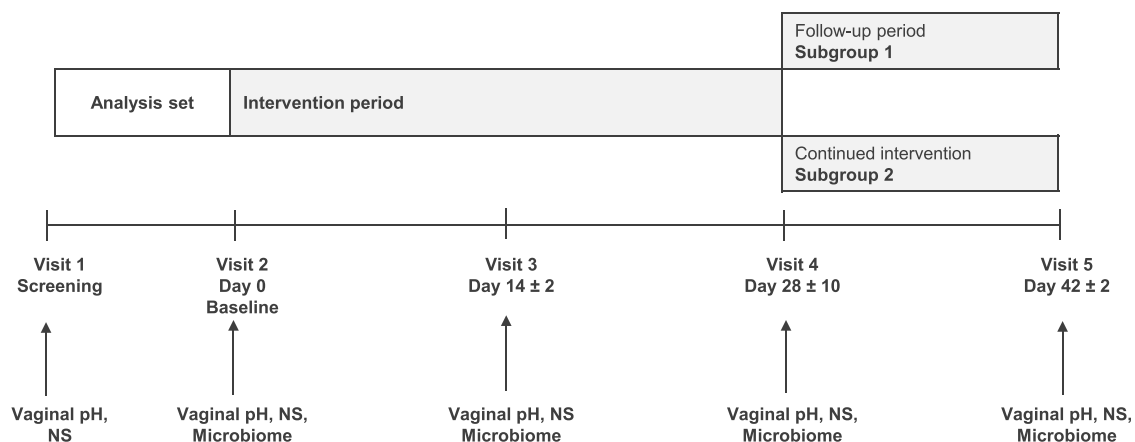 Follow-up period
Subgroup 1
Analysis set
Intervention period
Continued intervention
Subgroup 2
Visit 1
Screening
Visit 2
Day 0
Baseline
Visit 3
Day 14 ± 2
Visit 4
Day 28 ± 10
Visit 5
Day 42 ± 2
Vaginal pH,
NS
Vaginal pH, NS,
Microbiome
Vaginal pH, NS
Microbiome
Vaginal pH, NS,
Microbiome
Vaginal pH, NS,
Microbiome